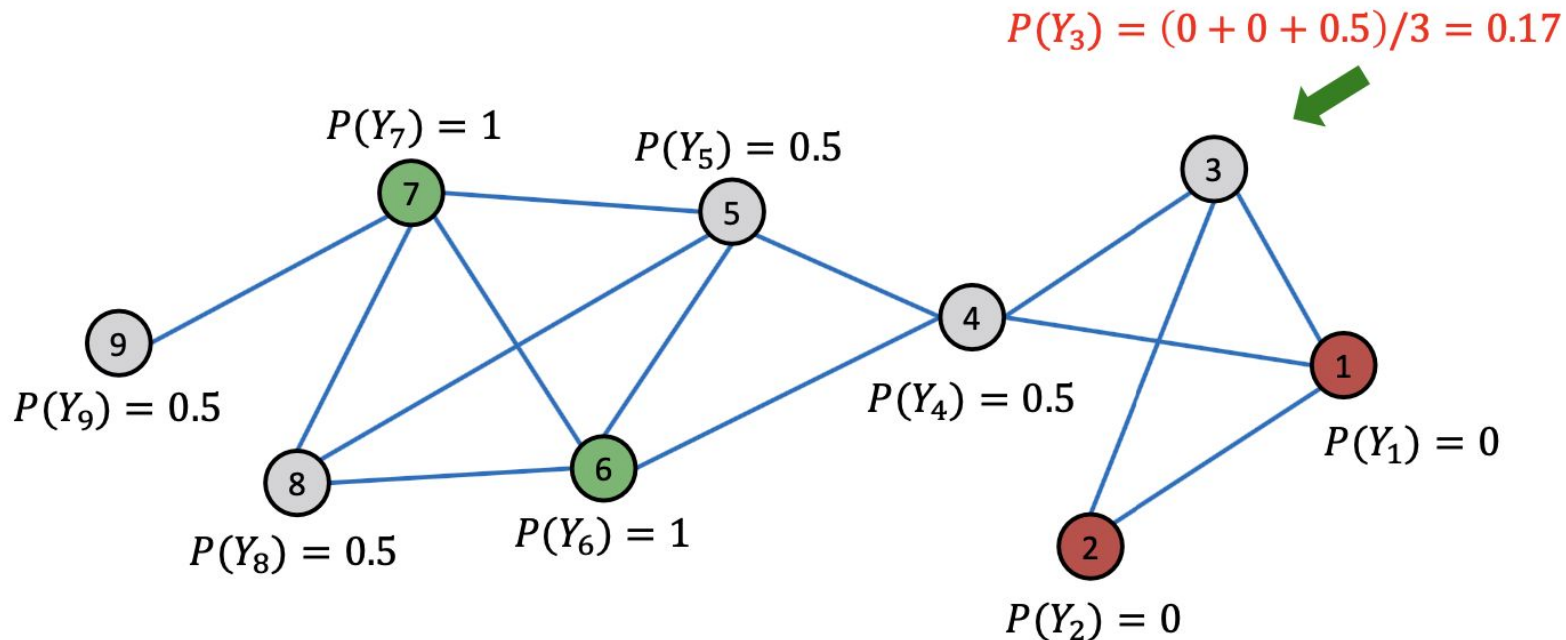 P(Y₃) = (0 + 0 + 0.5)/3 = 0.17
P(Y₇) = 1
P(Y₅) = 0.5
7
5
3
9
4
1
P(Y₉) = 0.5
P(Y₄) = 0.5
P(Y₁) = 0
8
6
P(Y₈) = 0.5
P(Y₆) = 1
2
P(Y₂) = 0